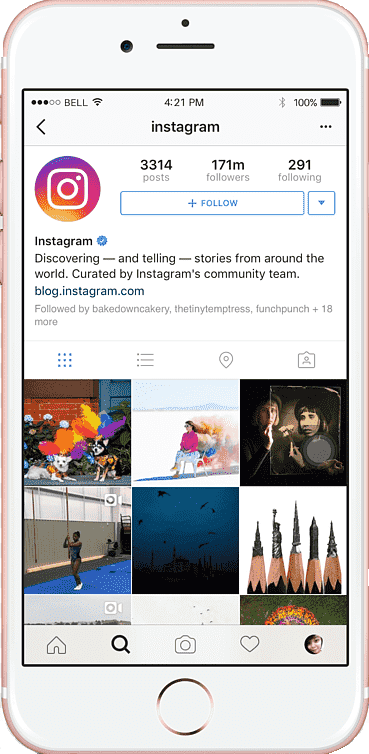 BELL 4:21 PM 100%
instagram
3314 171m 291
posts followers following
+ FOLLOW
Instagram
Discovering — and telling — stories from around the
world. Curated by Instagram's community team.
blog.instagram.com
Followed by bakedowncakery, thetinytemptress, funchpunch + 18
more